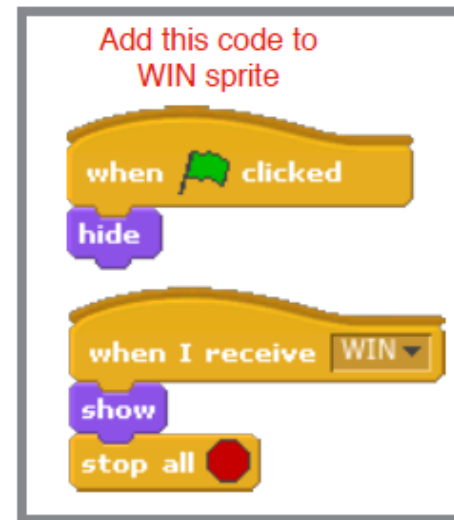 Add this code to
WIN sprite
when clicked
hide
when I receive WIN
show
stop all